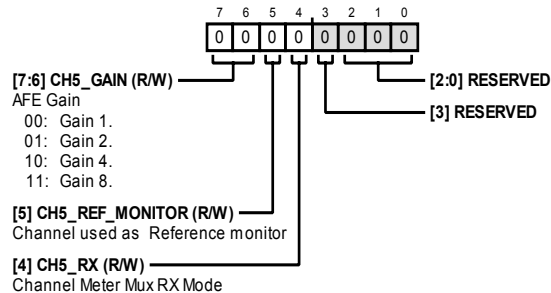 7 6 5 4 3 2 1 0
0 0 0 0 0 0 0 0
[7:6] CH5_GAIN (R/W)
AFE Gain
00: Gain 1.
01: Gain 2.
10: Gain 4.
11: Gain 8.
[5] CH5_REF_MONITOR (R/W)
Channel used as Reference monitor
[4] CH5_RX (R/W)
Channel Meter Mux RX Mode
[2:0] RESERVED
[3] RESERVED